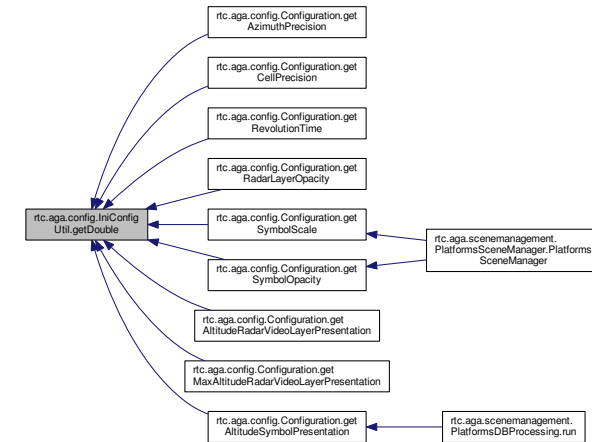 rtc.aga.config.Configuration.get
AzimuthPrecision
rtc.aga.config.Configuration.get
CellPrecision
rtc.aga.config.Configuration.get
RevolutionTime
rtc.aga.config.Configuration.get
RadarLayerOpacity
rtc.aga.config.IniConfig
Util.getDouble
rtc.aga.config.Configuration.get
SymbolScale
rtc.aga.scenemanagement.
PlatformsSceneManager.Platforms
SceneManager
rtc.aga.config.Configuration.get
SymbolOpacity
rtc.aga.config.Configuration.get
AltitudeRadarVideoLayerPresentation
rtc.aga.config.Configuration.get
MaxAltitudeRadarVideoLayerPresentation
rtc.aga.config.Configuration.get
AltitudeSymbolPresentation
rtc.aga.scenemanagement.
PlatformsDBProcessing.run